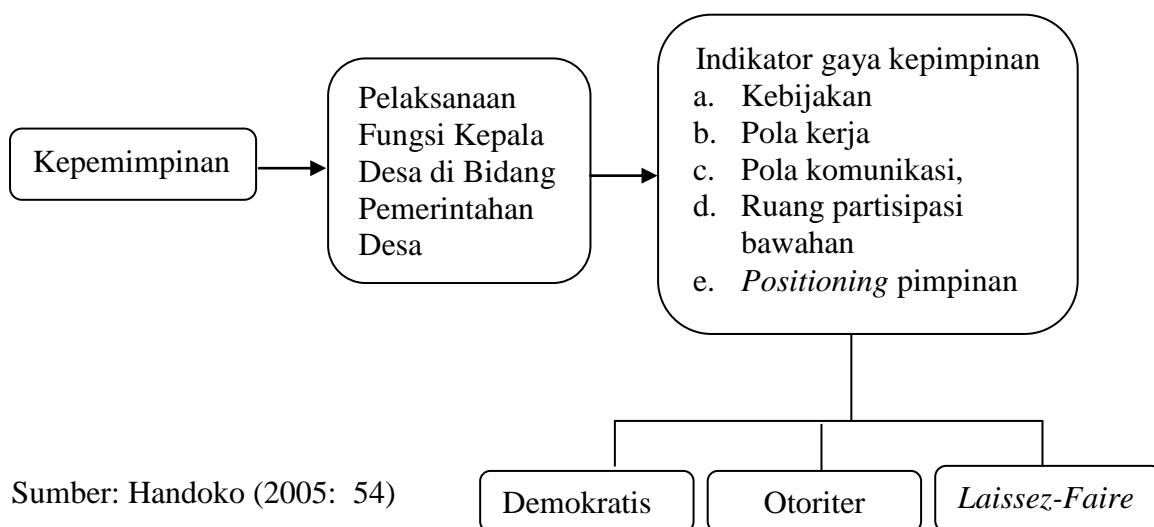 Kepemimpinan
Pelaksanaan
Fungsi Kepala
Desa di Bidang
Pemerintahan
Desa
Indikator gaya kepimpinan
a. Kebijakan
b. Pola kerja
c. Pola komunikasi,
d. Ruang partisipasi
bawahan
e. Positioning pimpinan
Demokratis
Otoriter
Laissez-Faire
Sumber: Handoko (2005: 54)